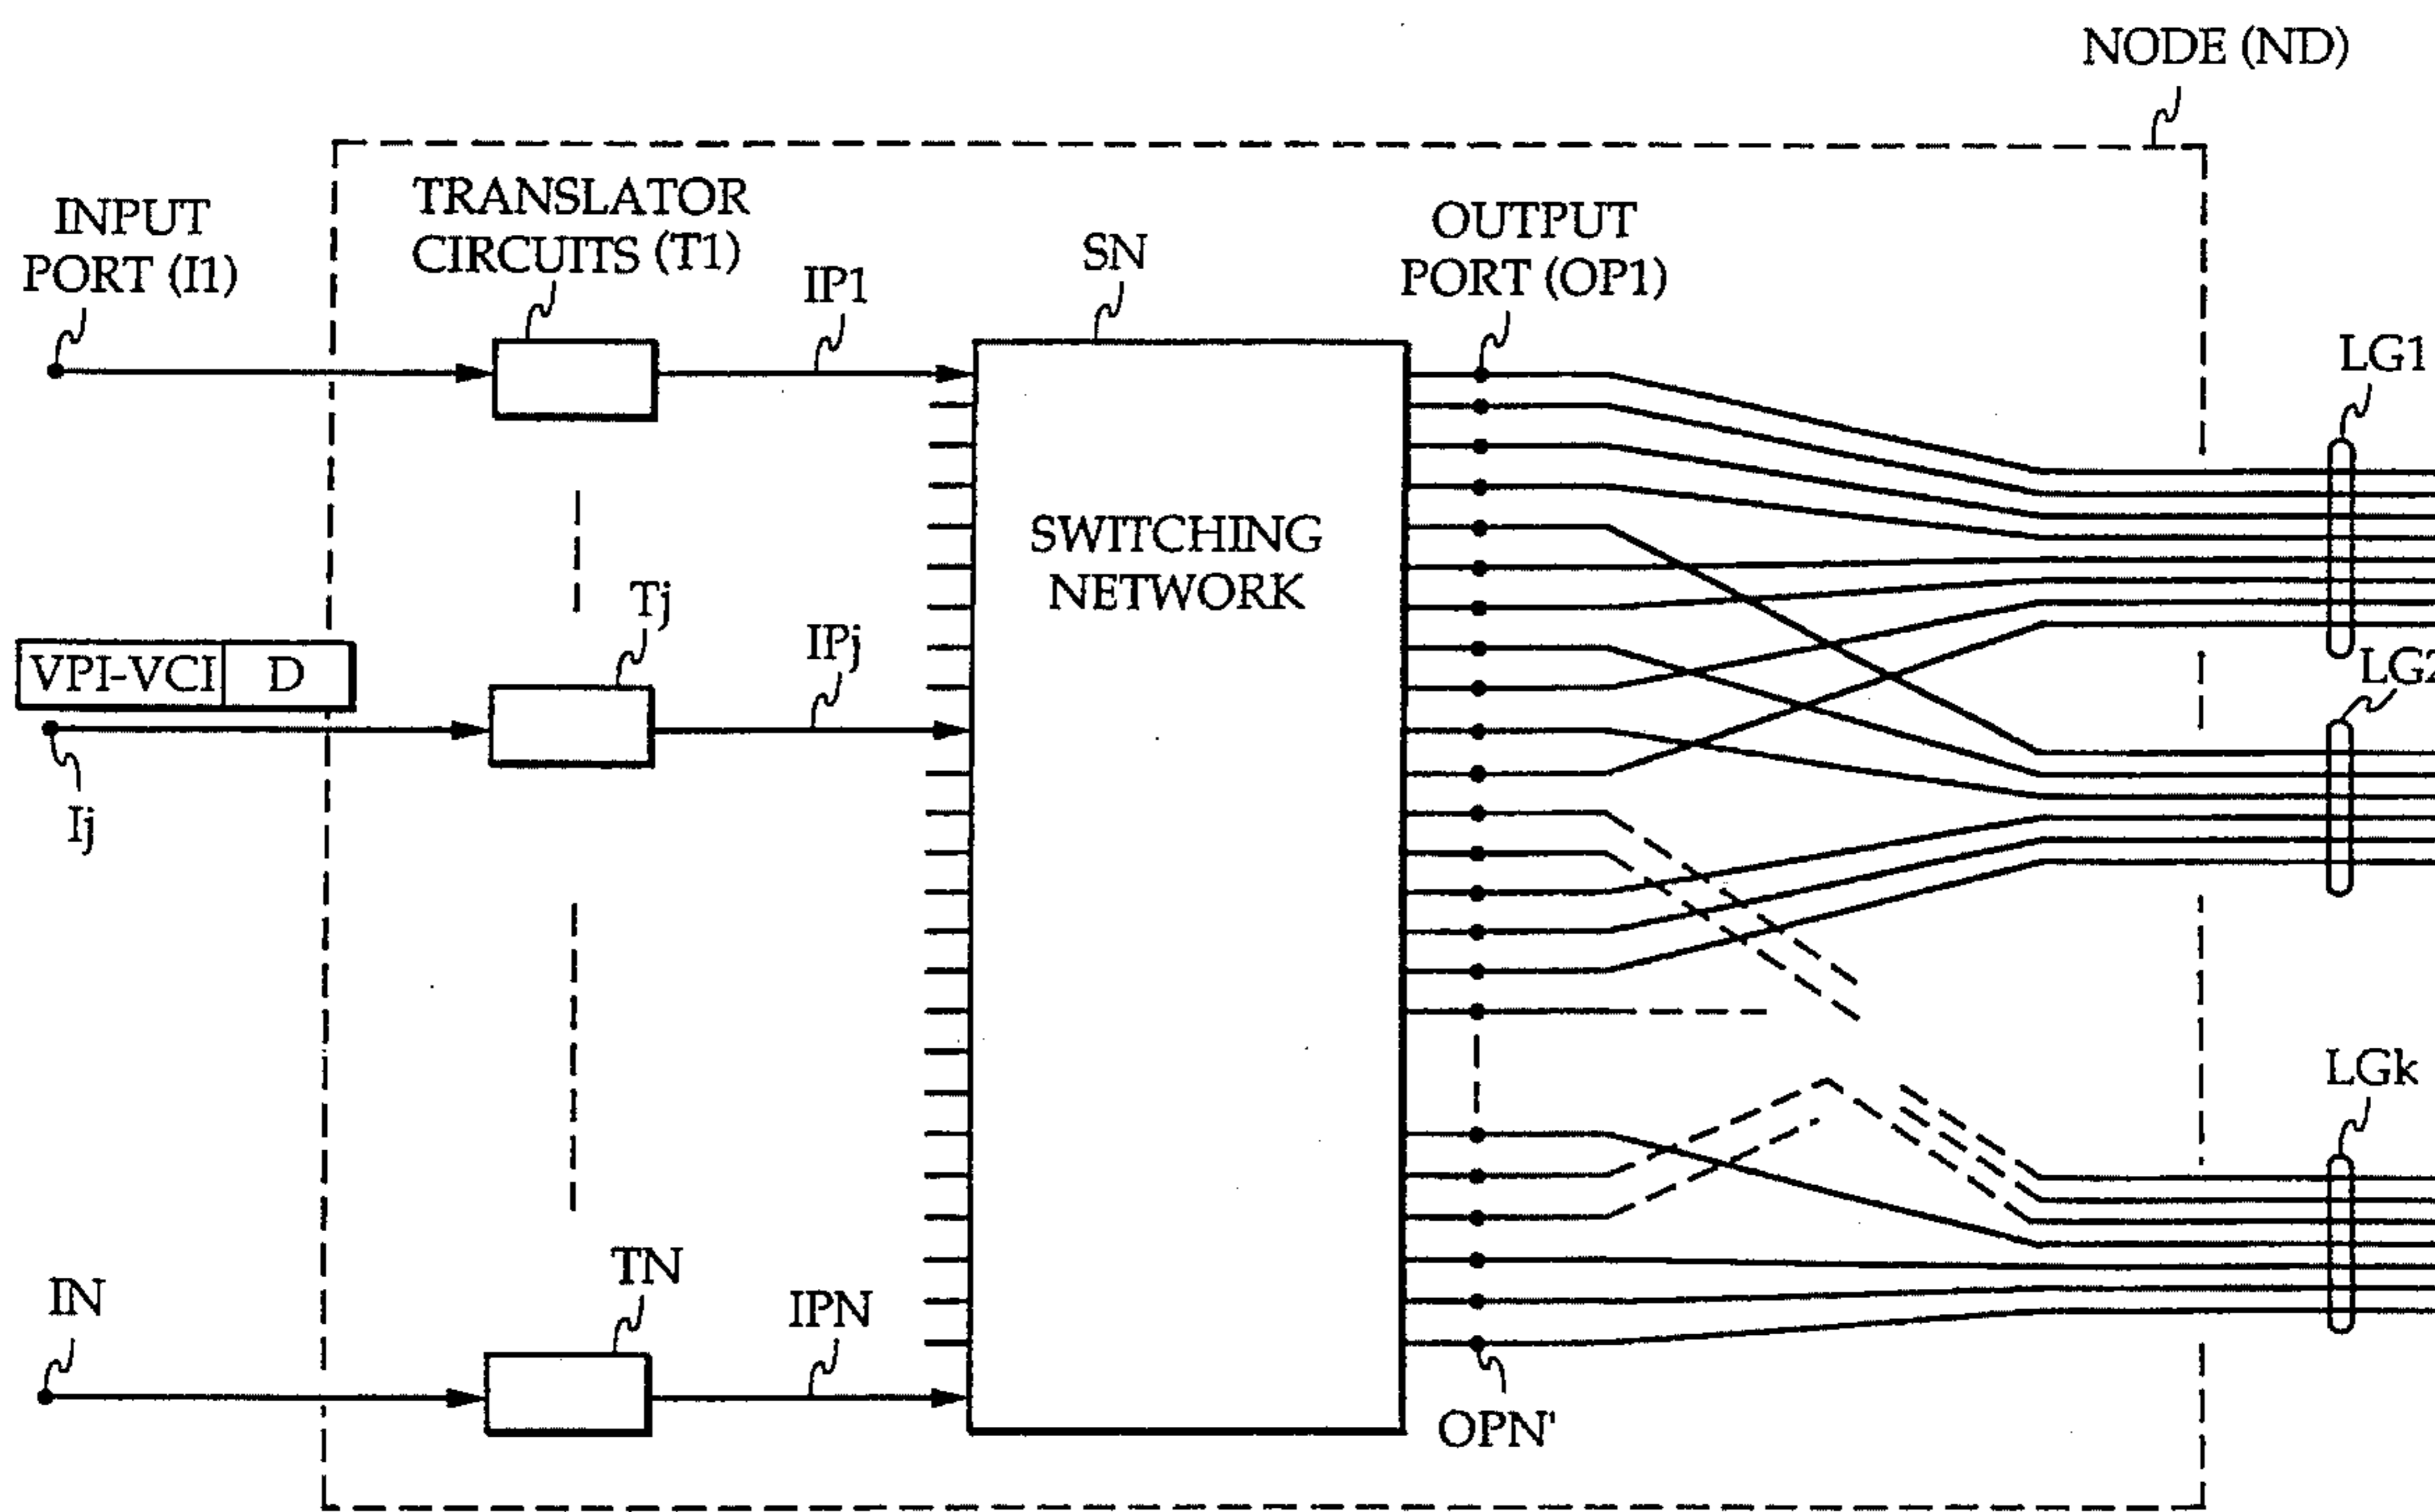 NODE (ND)
INPUT
PORT (I1)
TRANSLATOR
CIRCUITS (T1)
IP1
SN
OUTPUT
PORT (OP1)
LG1
SWITCHING
NETWORK
Tj
IPj
VPI-VCI D
LG2
Ij
LGk
IN
TN
IPN
OPN'